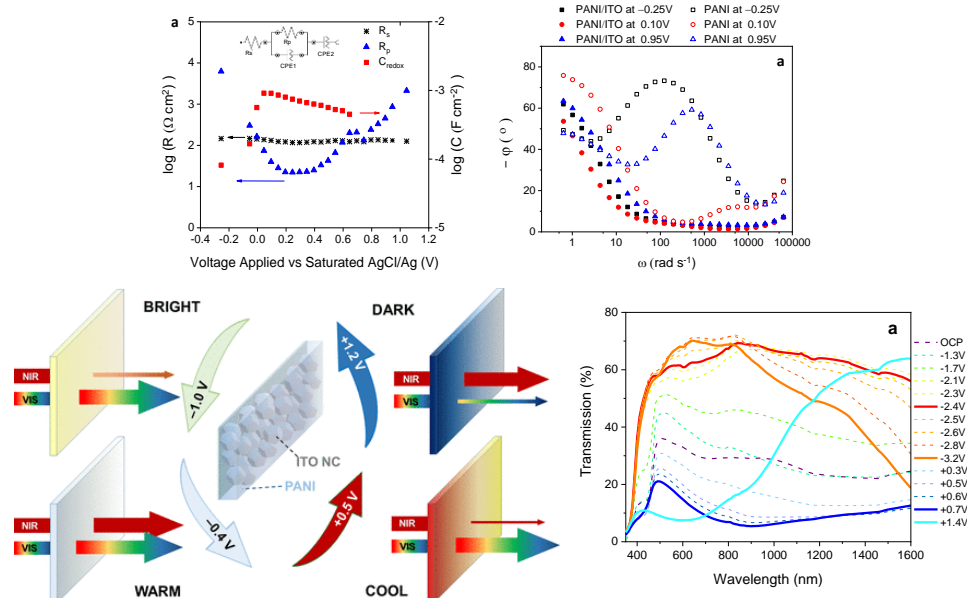 a
Rs
Rp
CPE1
CPE2
Rs
Rp
Credox
log (R (Ω cm2)
log (C (F cm-2)
5
4
3
2
1
0
-2
-3
-4
-5
-0.4 -0.2 0.0 0.2 0.4 0.6 0.8 1.0 1.2
Voltage Applied vs Saturated AgCl/Ag (V)
PANI/ITO at −0.25V PANI at −0.25V
PANI/ITO at 0.10V PANI at 0.10V
PANI/ITO at 0.95V PANI at 0.95V
a
− φ (°)
80
60
40
20
0
1 10 100 1000 10000 100000
ω (rad s-1)
BRIGHT
DARK
NIR
VIS
−1.0 V
+1.2 V
NIR
VIS
ITO NC
PANI
NIR
VIS
−0.4 V
+0.5 V
NIR
VIS
WARM
COOL
a
Transmission (%)
80
70
60
50
40
30
20
10
0
400 600 800 1000 1200 1400 1600
Wavelength (nm)
OCP
-1.3V
-1.7V
-2.1V
-2.3V
-2.4V
-2.5V
-2.6V
-2.8V
-3.2V
+0.3V
+0.5V
+0.6V
+0.7V
+1.4V